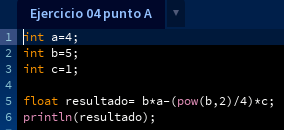 Ejercicio 04 punto A ▼
1 int a=4;
2 int b=5;
3 int c=1;
4
5 float resultado= b*a-(pow(b,2)/4)*c;
6 println(resultado);